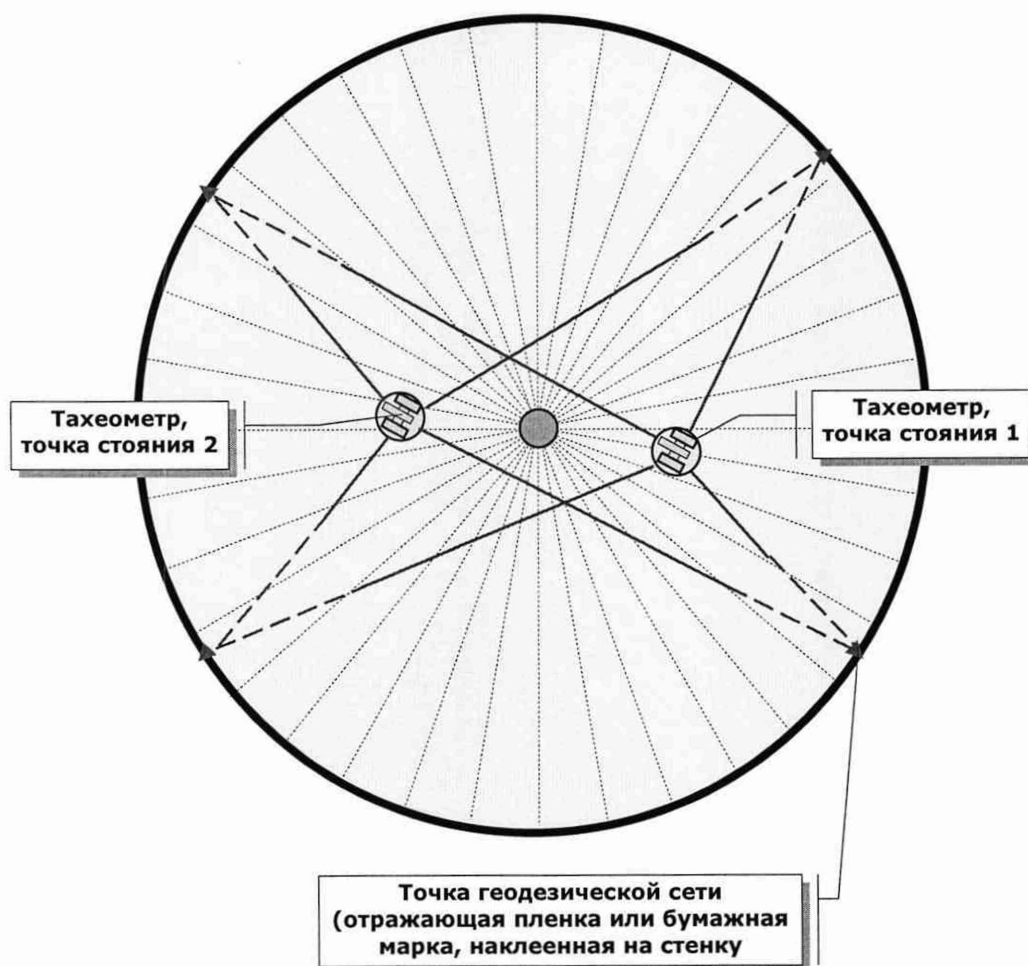 Тахеометр,
точка стояния 2
Тахеометр,
точка стояния 1
Точка геодезической сети
(отражающая пленка или бумажная
марка, наклеенная на стенку